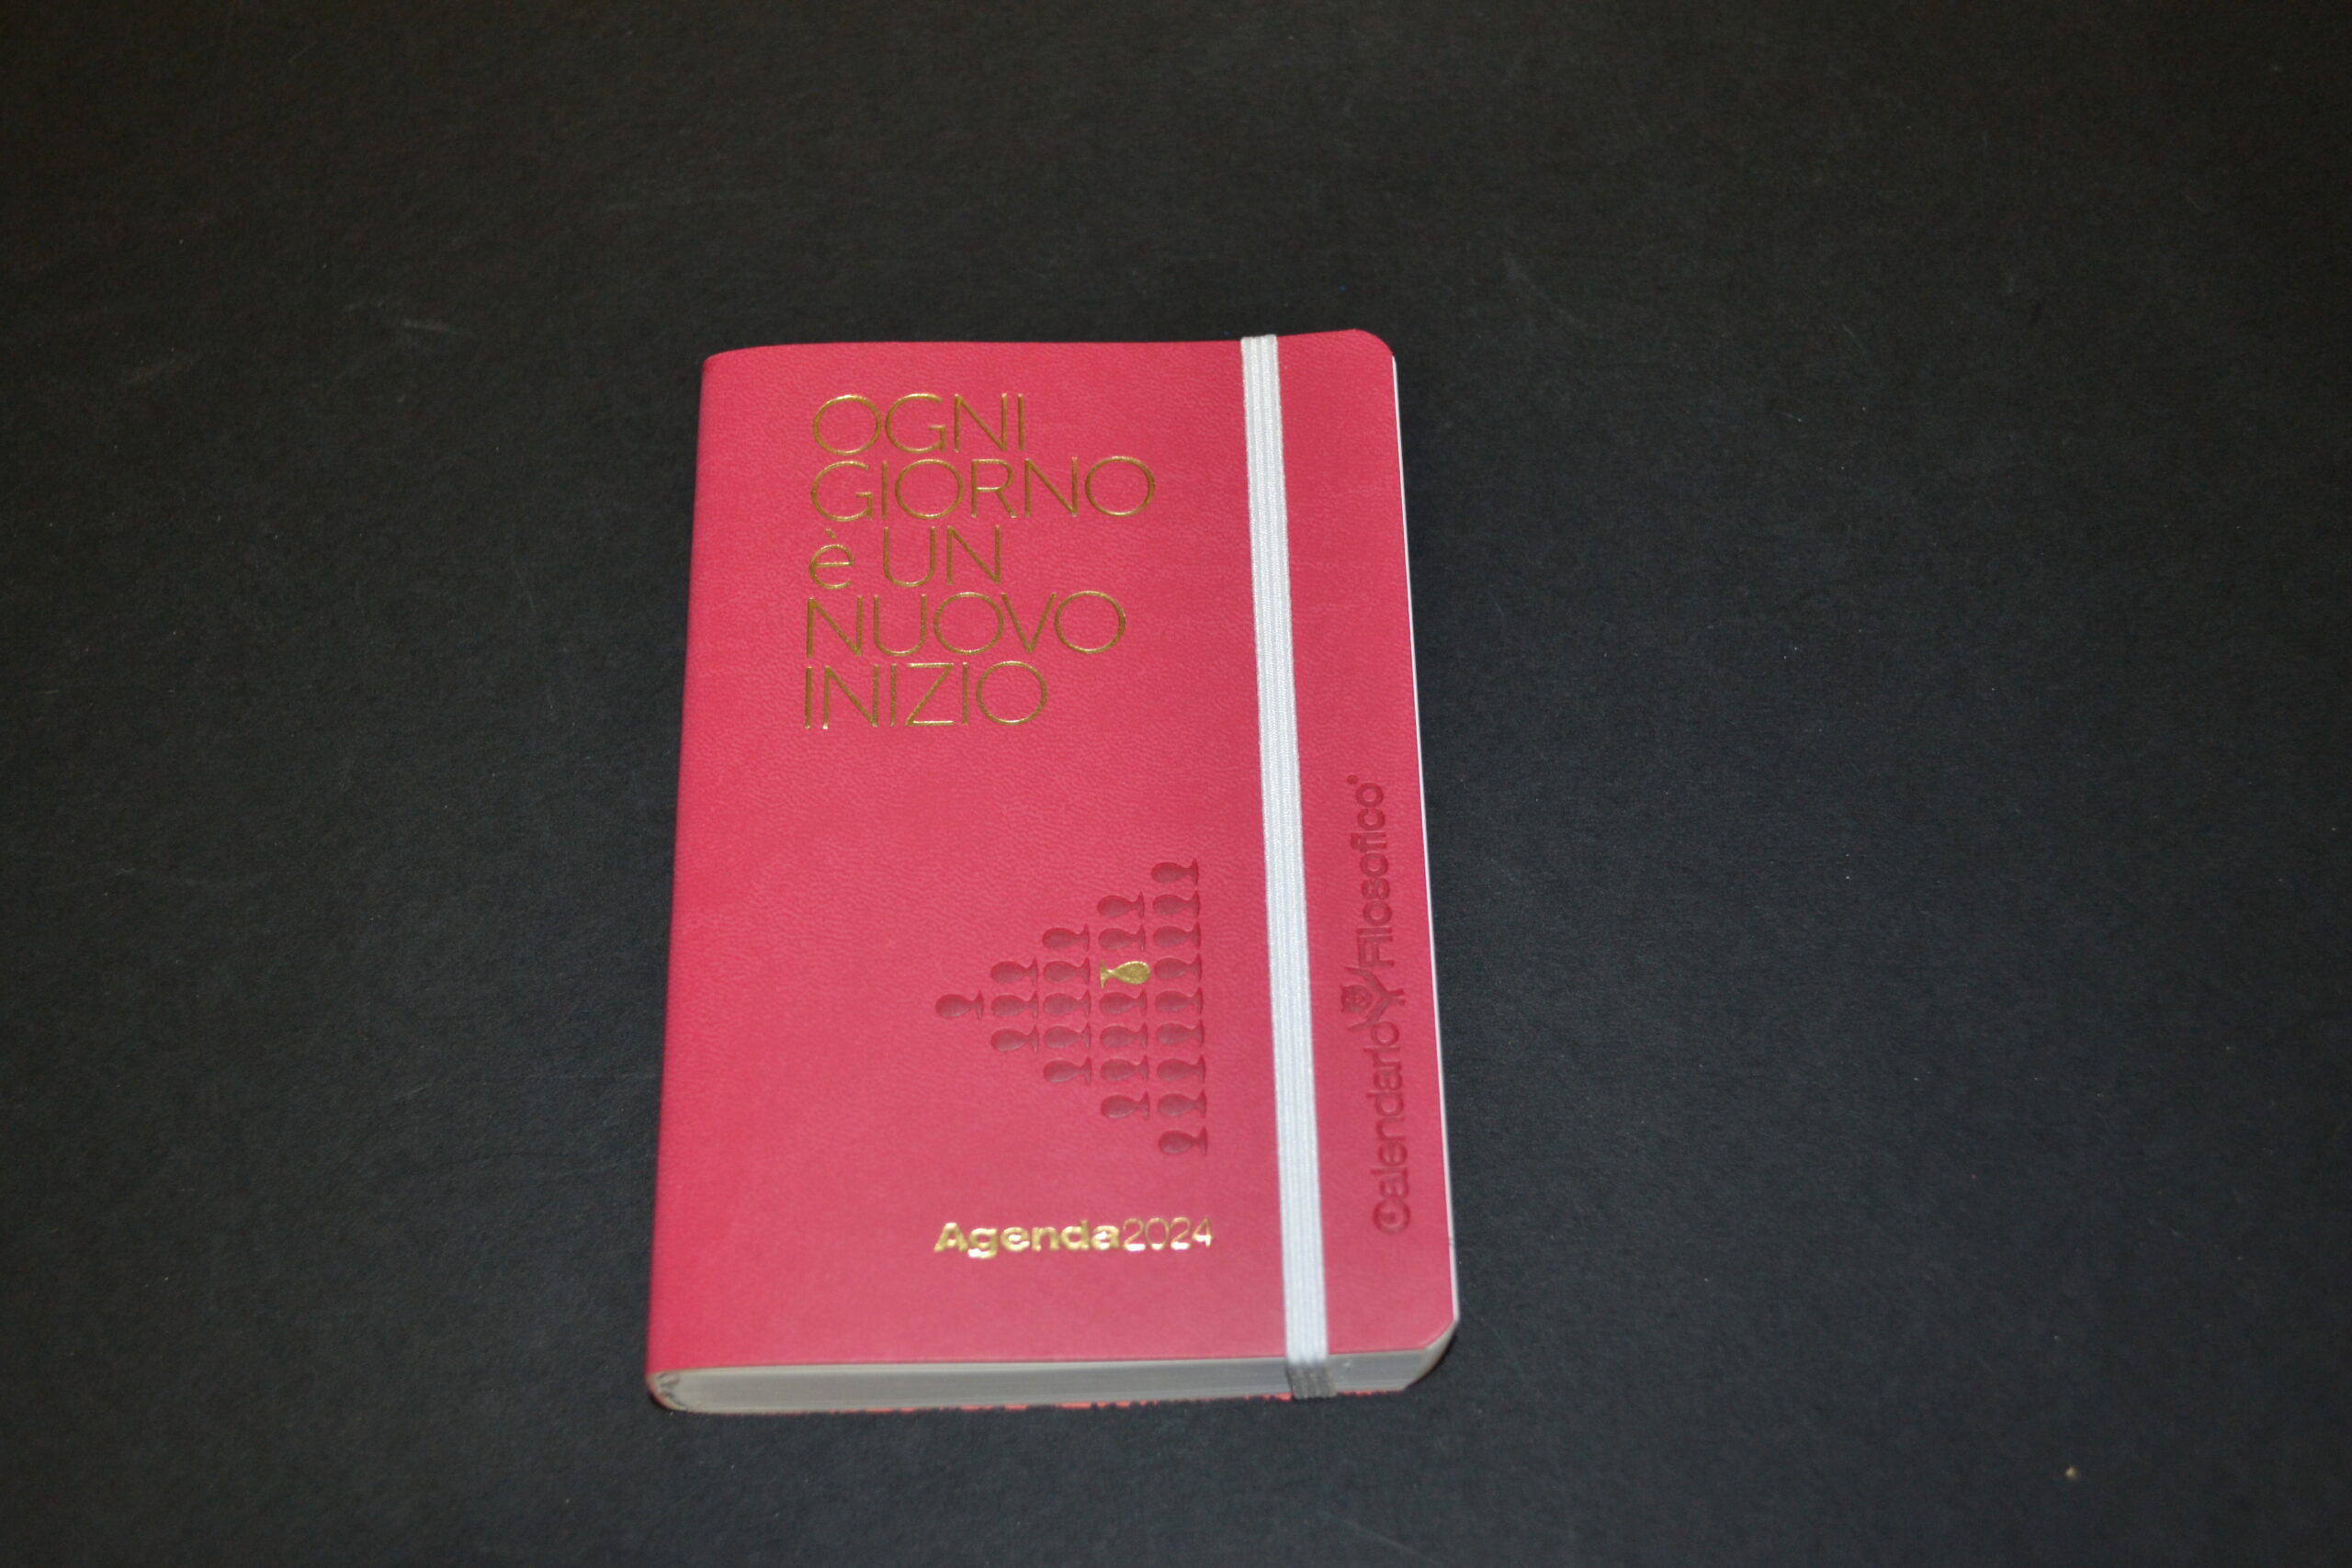 OGNI
GIORNO
é UN
NUOVO
INIZIO
Agenda2024
Calendario Filosofico®